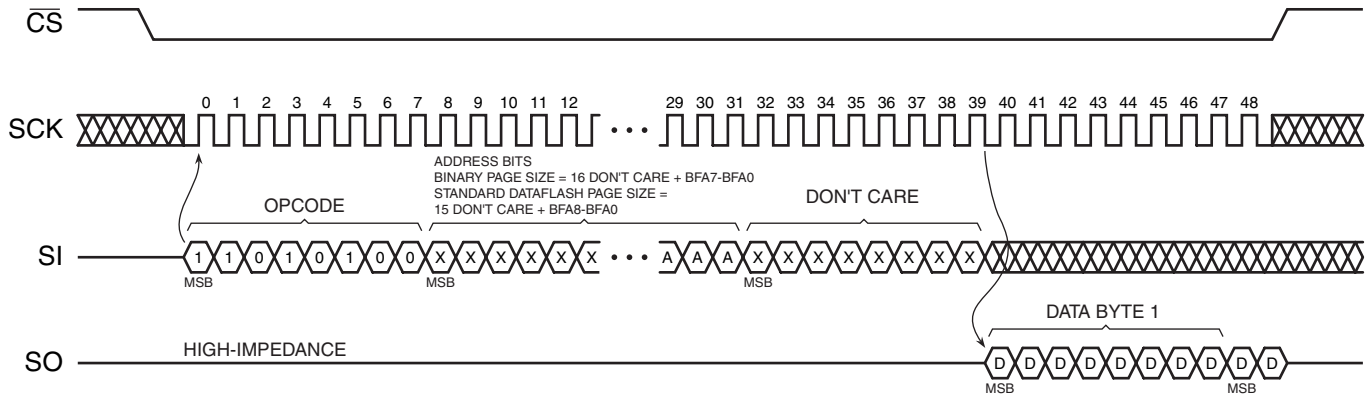 CS
SCK
0 1 2 3 4 5 6 7 8 9 10 11 12 29 30 31 32 33 34 35 36 37 38 39 40 41 42 43 44 45 46 47 48
ADDRESS BITS
BINARY PAGE SIZE = 16 DON'T CARE + BFA7-BFA0
STANDARD DATAFLASH PAGE SIZE =
15 DON'T CARE + BFA8-BFA0
OPCODE
DON'T CARE
SI
1 1 0 1 0 1 0 0 X X X X X X A A A X X X X X X X X
MSB MSB MSB
DATA BYTE 1
SO
HIGH-IMPEDANCE
D D D D D D D D D D
MSB MSB